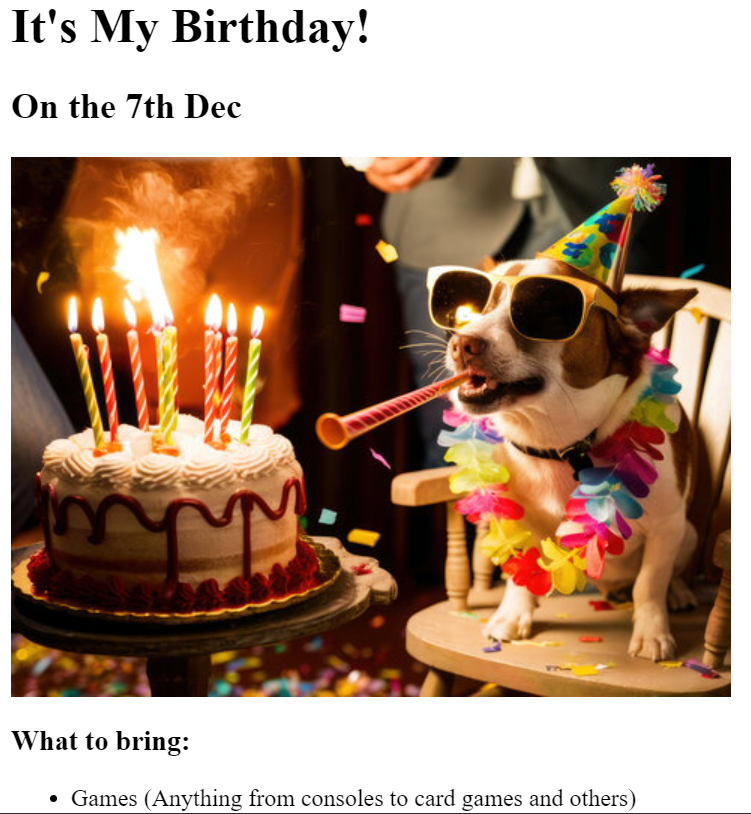 It's My Birthday!
On the 7th Dec
What to bring:
Games (Anything from consoles to card games and others)